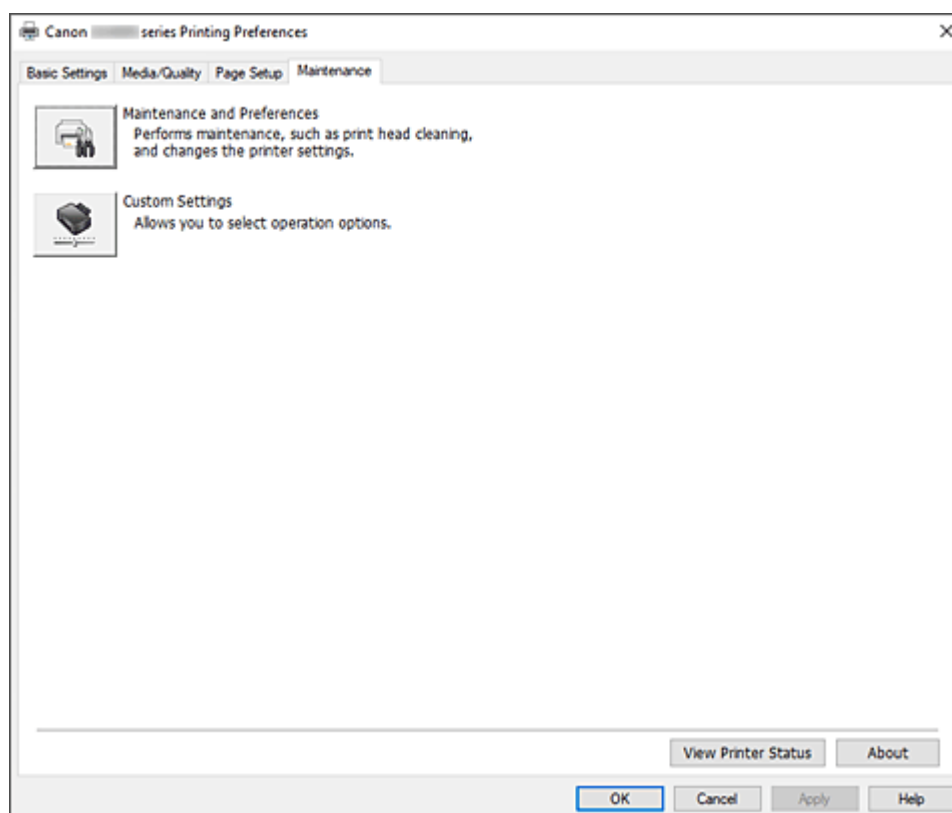 Canon series Printing Preferences
Basic Settings Media/Quality Page Setup Maintenance
Maintenance and Preferences
Performs maintenance, such as print head cleaning,
and changes the printer settings.
Custom Settings
Allows you to select operation options.
View Printer Status About
OK Cancel Apply Help